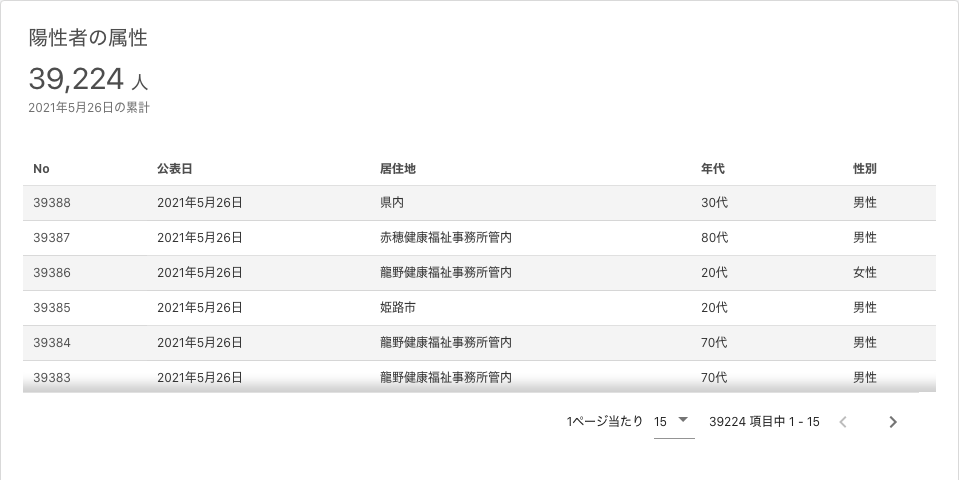 陽性者の属性
39,224 人
2021年5月26日の累計
No 公表日 居住地 年代 性別
39388 2021年5月26日 県内 30代 男性
39387 2021年5月26日 赤穂健康福祉事務所管内 80代 男性
39386 2021年5月26日 龍野健康福祉事務所管内 20代 女性
39385 2021年5月26日 姫路市 20代 男性
39384 2021年5月26日 龍野健康福祉事務所管内 70代 男性
39383 2021年5月26日 龍野健康福祉事務所管内 70代 男性
1ページ当たり 15 39224 項目中 1 - 15